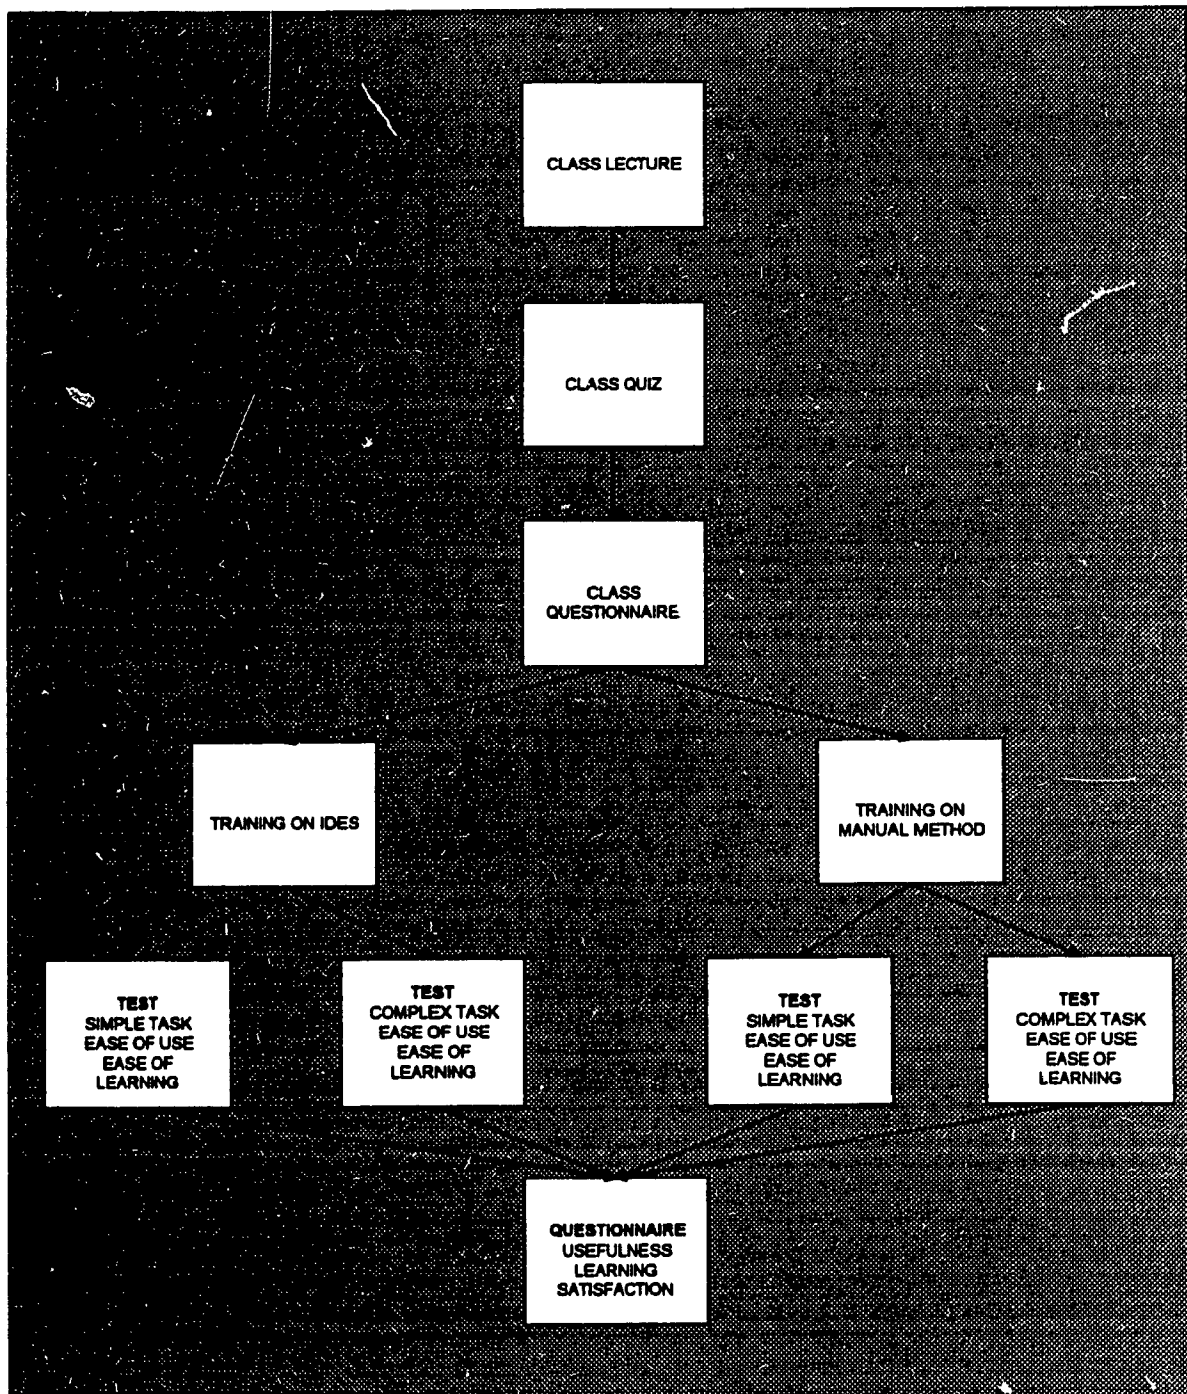 CLASS LECTURE
CLASS QUIZ
CLASS
QUESTIONNAIRE
TRAINING ON IDES
TRAINING ON
MANUAL METHOD
TEST
SIMPLE TASK
EASE OF USE
EASE OF
LEARNING
TEST
COMPLEX TASK
EASE OF USE
EASE OF
LEARNING
TEST
SIMPLE TASK
EASE OF USE
EASE OF
LEARNING
TEST
COMPLEX TASK
EASE OF USE
EASE OF
LEARNING
QUESTIONNAIRE
USEFULNESS
LEARNING
SATISFACTION